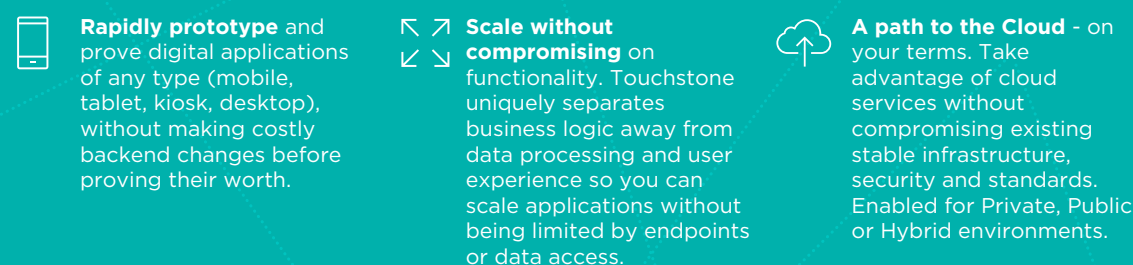 Rapidly prototype and
prove digital applications
of any type (mobile,
tablet, kiosk, desktop),
without making costly
backend changes before
proving their worth.
Scale without
compromising on
functionality. Touchstone
uniquely separates
business logic away from
data processing and user
experience so you can
scale applications without
being limited by endpoints
or data access.
A path to the Cloud - on
your terms. Take
advantage of cloud
services without
compromising existing
stable infrastructure,
security and standards.
Enabled for Private, Public
or Hybrid environments.